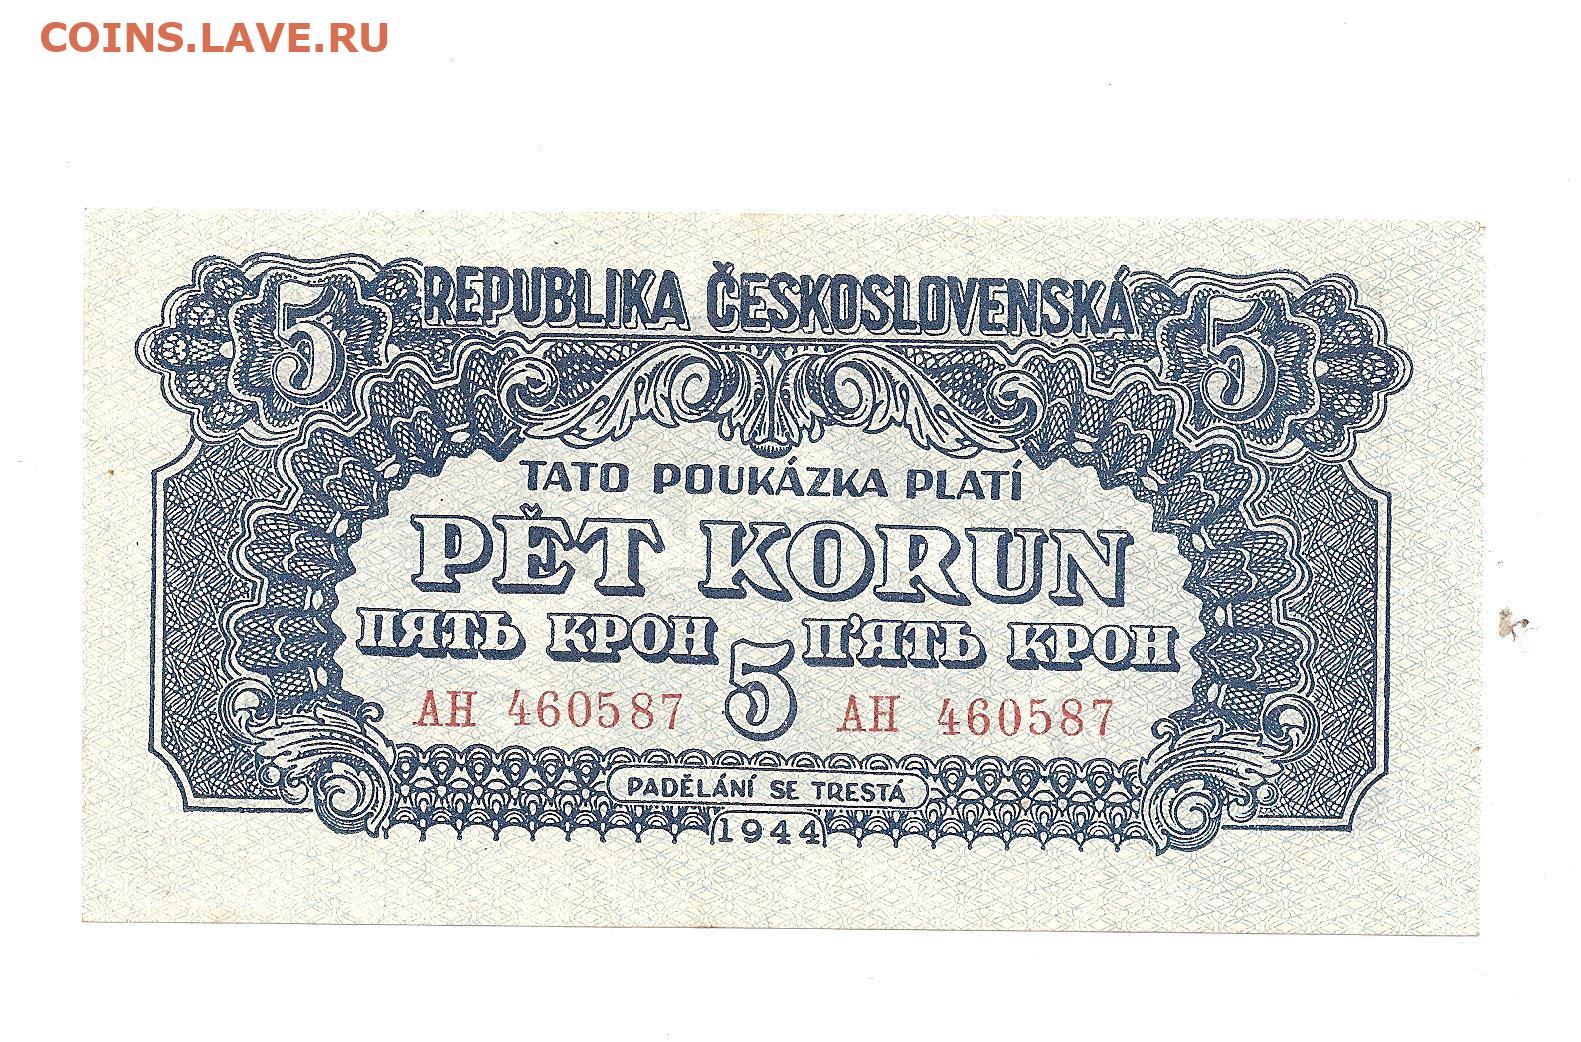 COINS.LAVE.RU
5 REPUBLIKA ČESKOSLOVENSKÁ 5
TATO POUKÁZKA PLATÍ
PĚT KORUN
ПЯТЬ КРОН 5 П'ЯТЬ КРОН
АН 460587 АН 460587
PADĚLÁNÍ SE TRESTÁ
1944